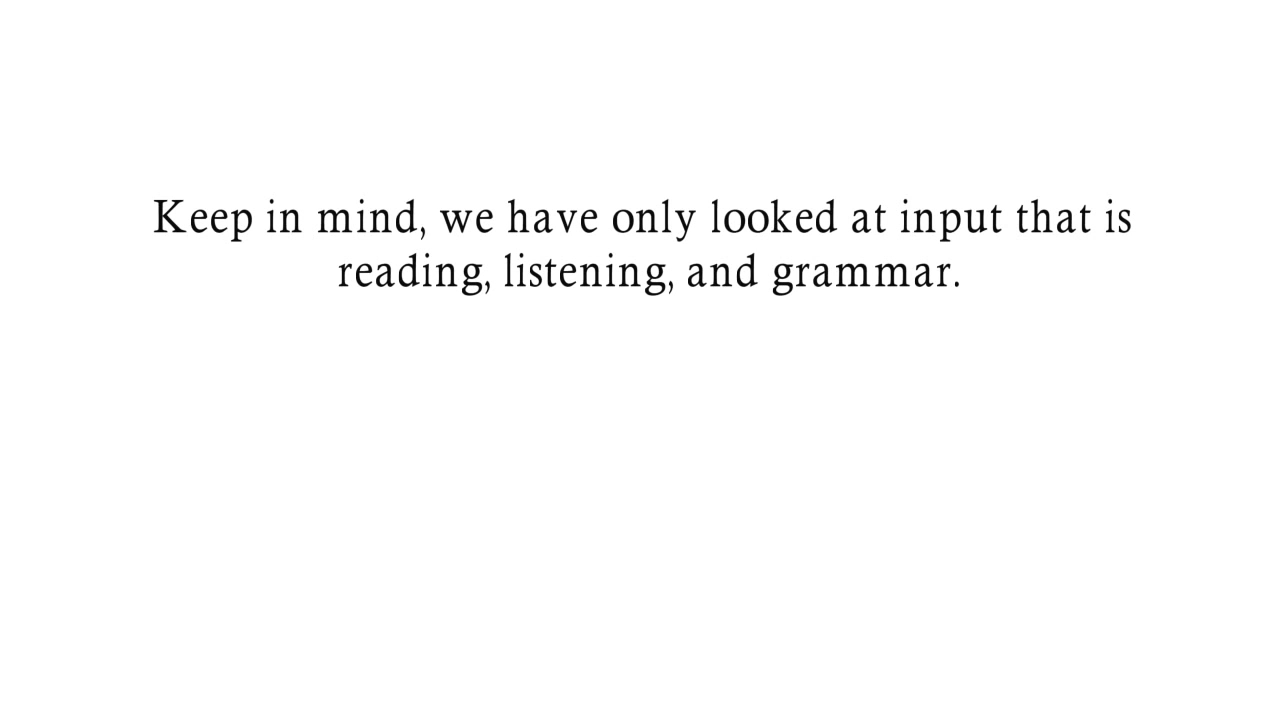 Keep in mind, we have only looked at input that is
reading, listening, and grammar.